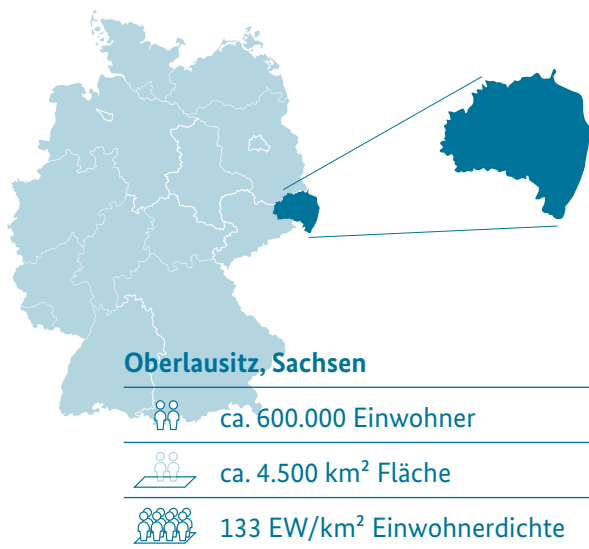 Oberlausitz, Sachsen
ca. 600.000 Einwohner
ca. 4.500 km² Fläche
133 EW/km² Einwohnerdichte